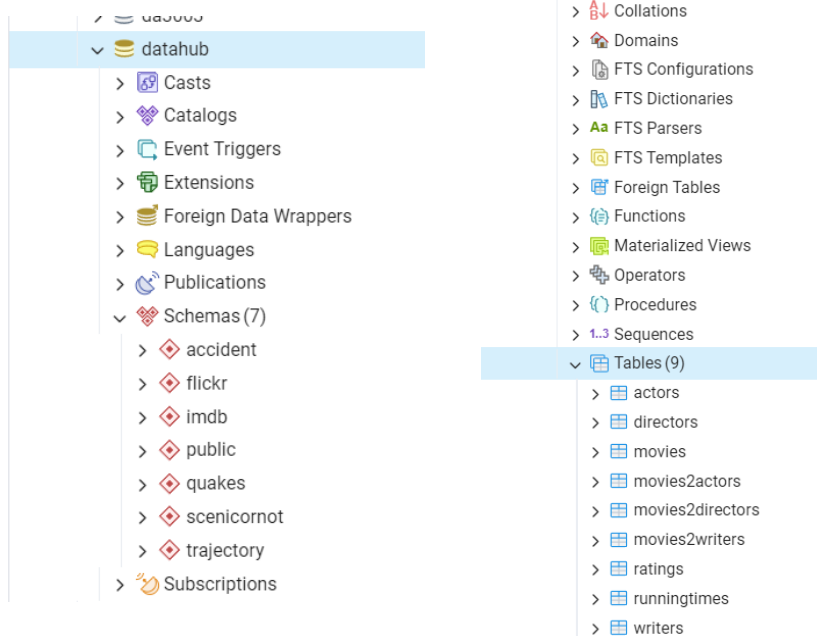 datahub
Casts
Catalogs
Event Triggers
Extensions
Foreign Data Wrappers
Languages
Publications
Schemas (7)
accident
flickr
imdb
public
quakes
scenicornot
trajectory
Subscriptions
Collations
Domains
FTS Configurations
FTS Dictionaries
Aa FTS Parsers
FTS Templates
Foreign Tables
Functions
Materialized Views
Operators
Procedures
1..3 Sequences
Tables (9)
actors
directors
movies
movies2actors
movies2directors
movies2writers
ratings
runningtimes
writers